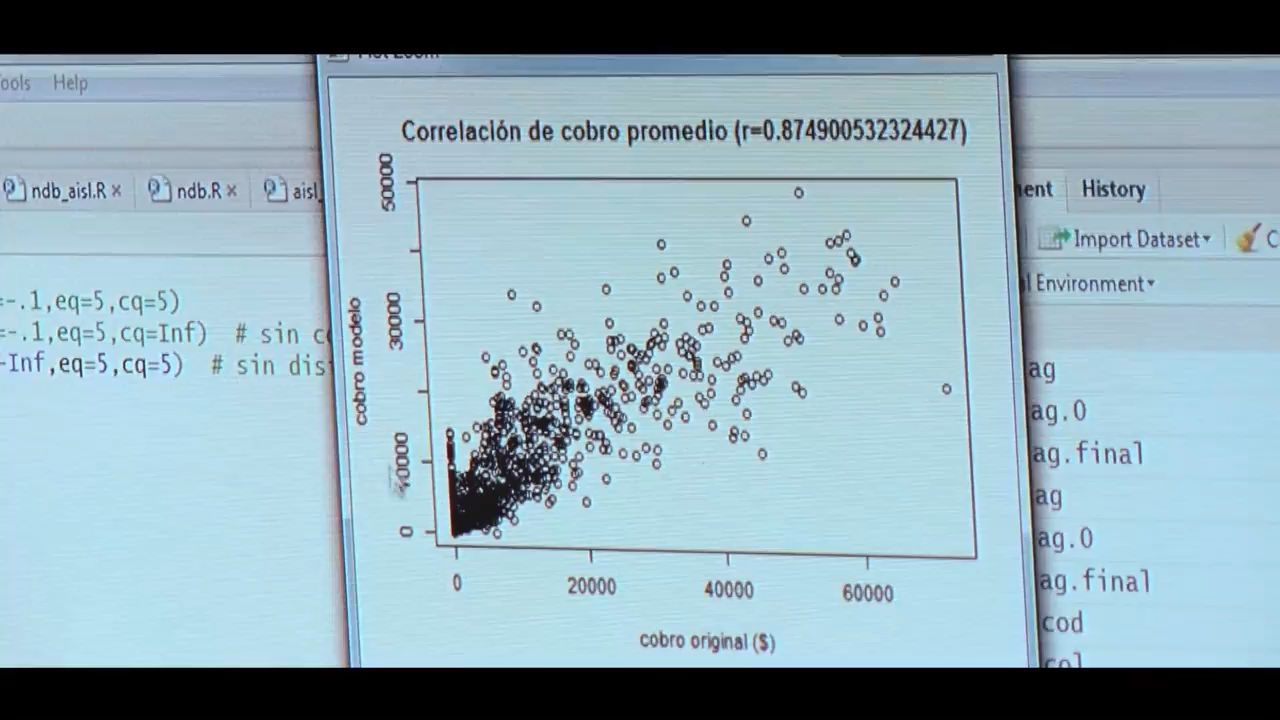 ools Help
Correlación de cobro promedio (r=0.874900532324427)
ndb_aisl.R × ndb.R × aisl_
ent History
Import Dataset
l Environment
=-.1,eq=5,cq=5)
=-.1,eq=5,cq=Inf) # sin c
-Inf,eq=5,cq=5) # sin dis
cobro modelo
50000
30000
10000
0
0 20000 40000 60000
cobro original ($)
ag
ag.0
ag.final
ag
ag.0
ag.final
cod
col